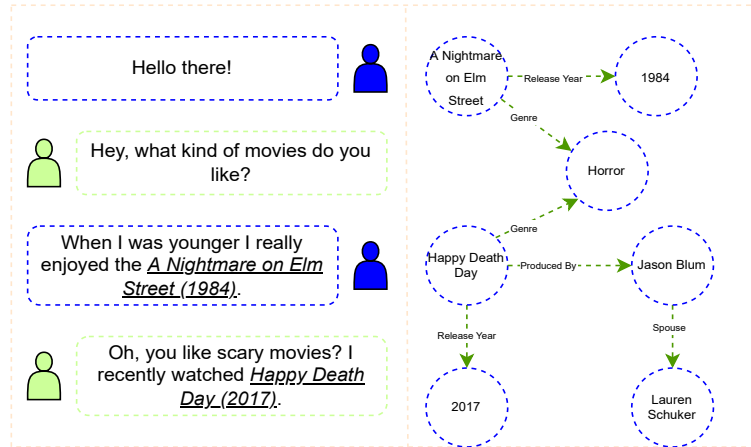 Hello there!
Hey, what kind of movies do you
like?
When I was younger I really
enjoyed the A Nightmare on Elm
Street (1984).
Oh, you like scary movies? I
recently watched Happy Death
Day (2017).
A Nightmare
on Elm
Street
Release Year
1984
Genre
Horror
Genre
Happy Death
Day
Produced By
Jason Blum
Release Year
Spouse
2017
Lauren
Schuker